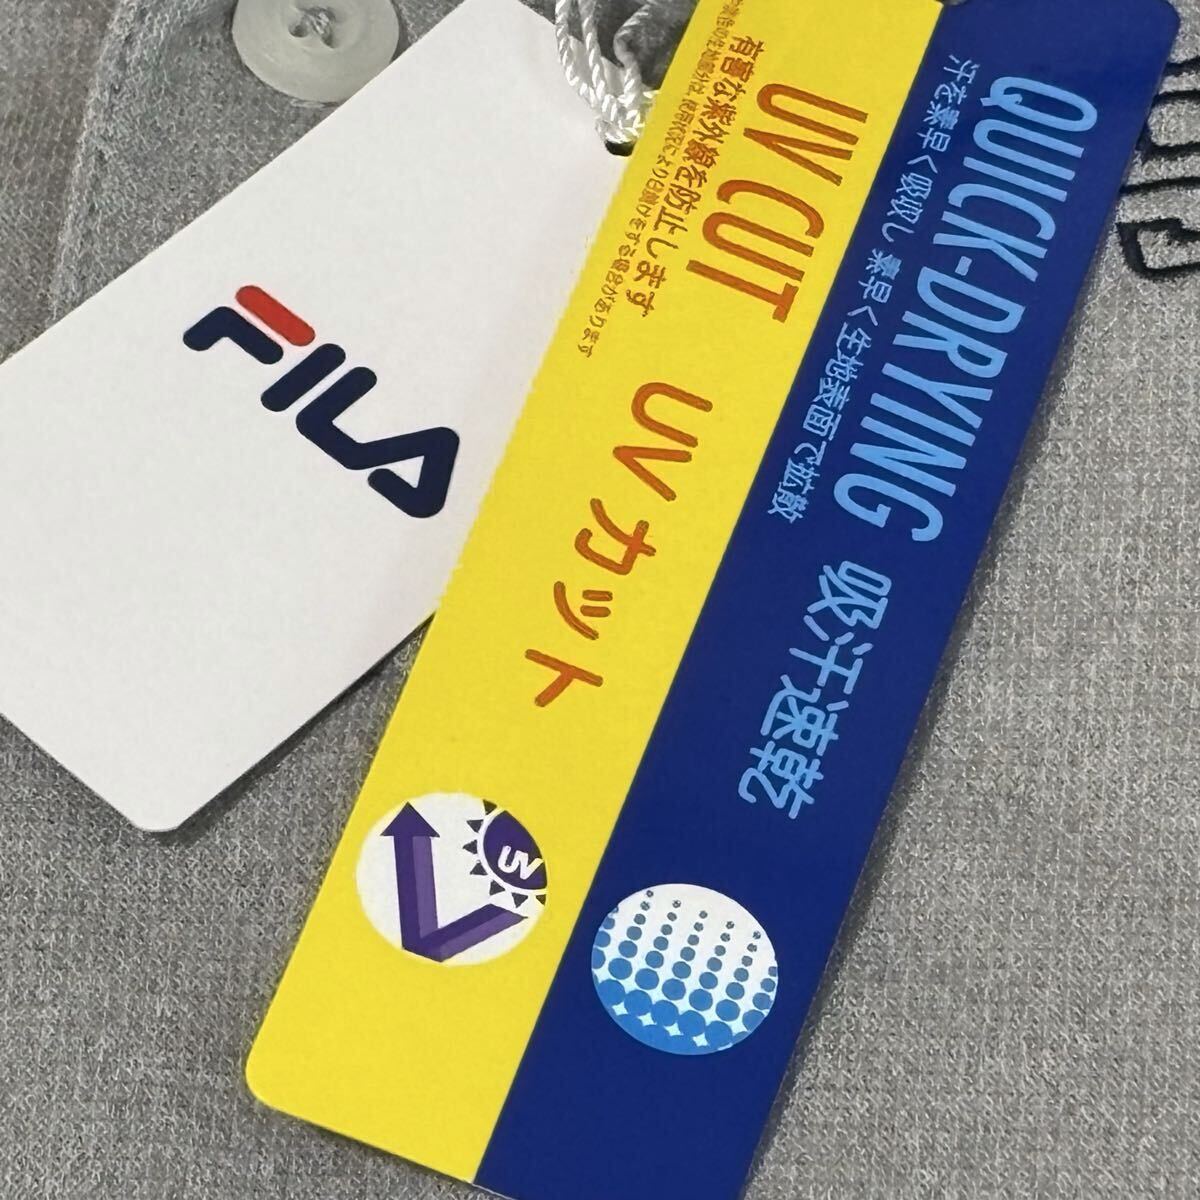 FILA
UV CUT
有害な紫外線を防止します
UV カット
UV
QUICK-DRYING
汗を素早く吸収し 素早く生地表面で拡散
吸汗速乾